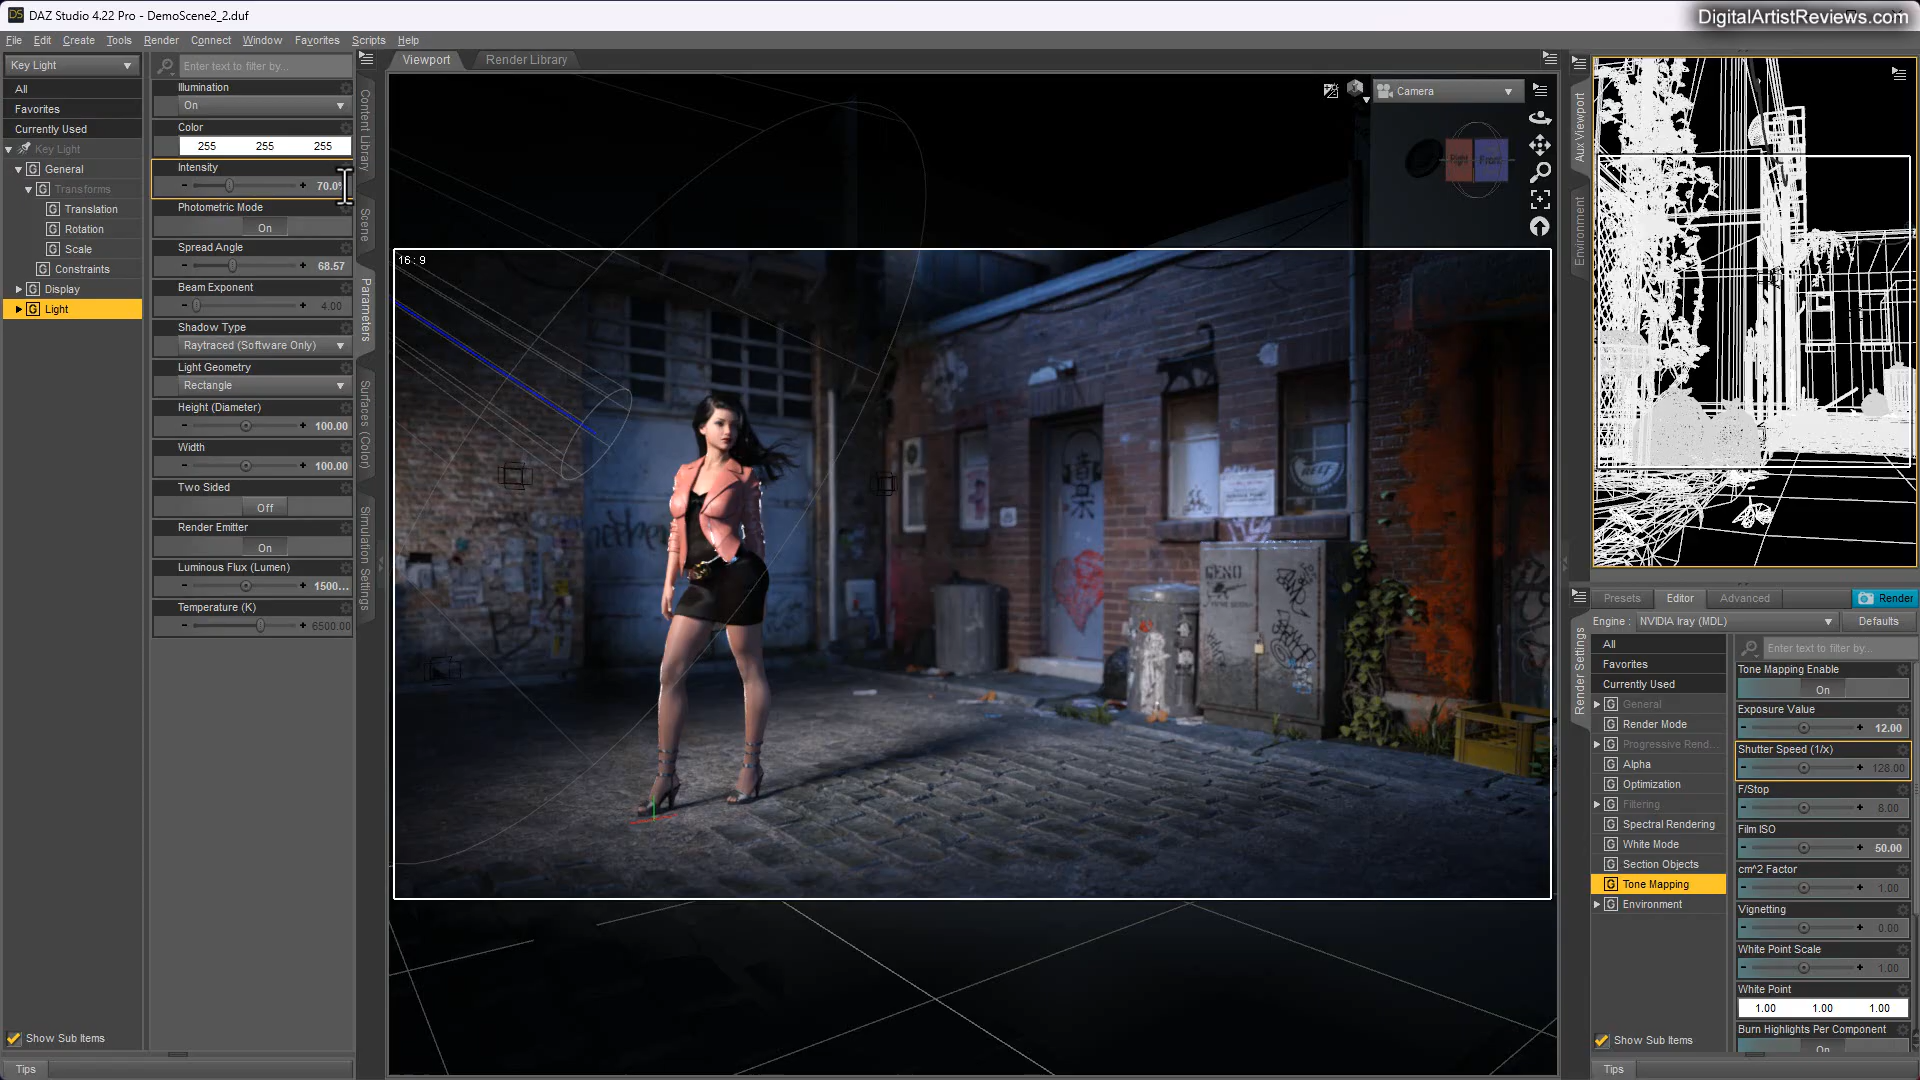 DAZ Studio 4.22 Pro - DemoScene2_2.duf
DigitalArtistReviews.com
File Edit Create Tools Render Connect Window Favorites Scripts Help
Key Light
All
Favorites
Currently Used
Key Light
General
Transforms
Translation
Rotation
Scale
Constraints
Display
Light
Show Sub Items
Tips
Enter text to filter by...
Illumination
On
Color
255 255 255
Intensity
70.0
Photometric Mode
On
Spread Angle
68.57
Beam Exponent
4.00
Shadow Type
Raytraced (Software Only)
Light Geometry
Rectangle
Height (Diameter)
100.00
Width
100.00
Two Sided
Off
Render Emitter
On
Luminous Flux (Lumen)
1500...
Temperature (K)
6500.00
Content Library
Scene
Parameters
Surfaces (Color)
Simulation Settings
Viewport
Render Library
Camera
Right
Front
16 : 9
GENO
Aux Viewport
Environment
Render Settings
Presets
Editor
Advanced
Render
Engine :
NVIDIA Iray (MDL)
Defaults
All
Favorites
Currently Used
General
Render Mode
Progressive Rend...
Alpha
Optimization
Filtering
Spectral Rendering
White Mode
Section Objects
Tone Mapping
Environment
Show Sub Items
Tips
Enter text to filter by...
Tone Mapping Enable
On
Exposure Value
12.00
Shutter Speed (1/x)
128.00
F/Stop
8.00
Film ISO
50.00
cm^2 Factor
1.00
Vignetting
0.00
White Point Scale
1.00
White Point
1.00 1.00 1.00
Burn Highlights Per Component
On